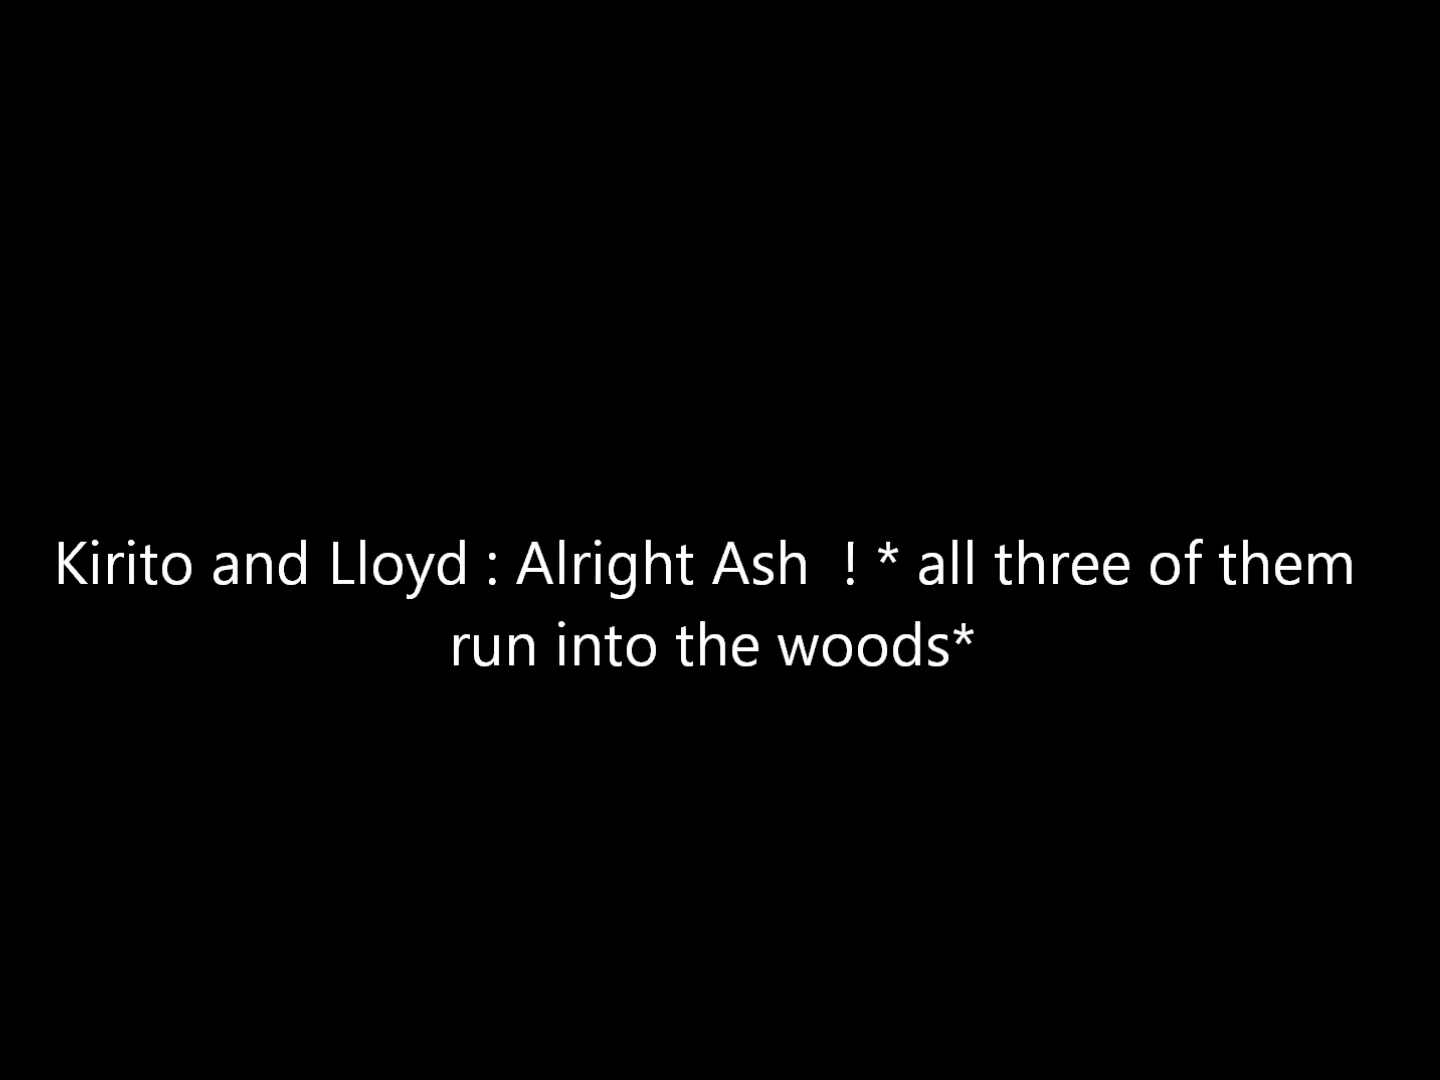 Kirito and Lloyd : Alright Ash  ! * all three of them
run into the woods*